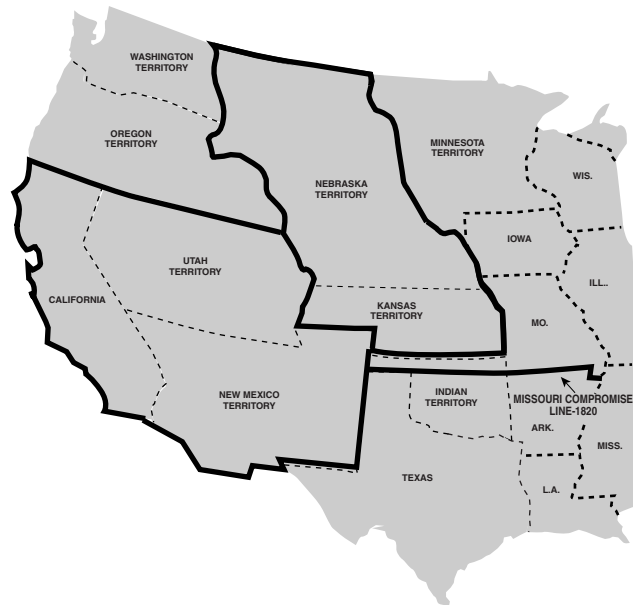 WASHINGTON
TERRITORY
OREGON
TERRITORY
MINNESOTA
TERRITORY
NEBRASKA
TERRITORY
WIS.
IOWA
UTAH
TERRITORY
ILL..
CALIFORNIA
KANSAS
TERRITORY
MO.
NEW MEXICO
TERRITORY
INDIAN
TERRITORY
MISSOURI COMPROMISE
LINE-1820
ARK.
MISS.
TEXAS
L.A.